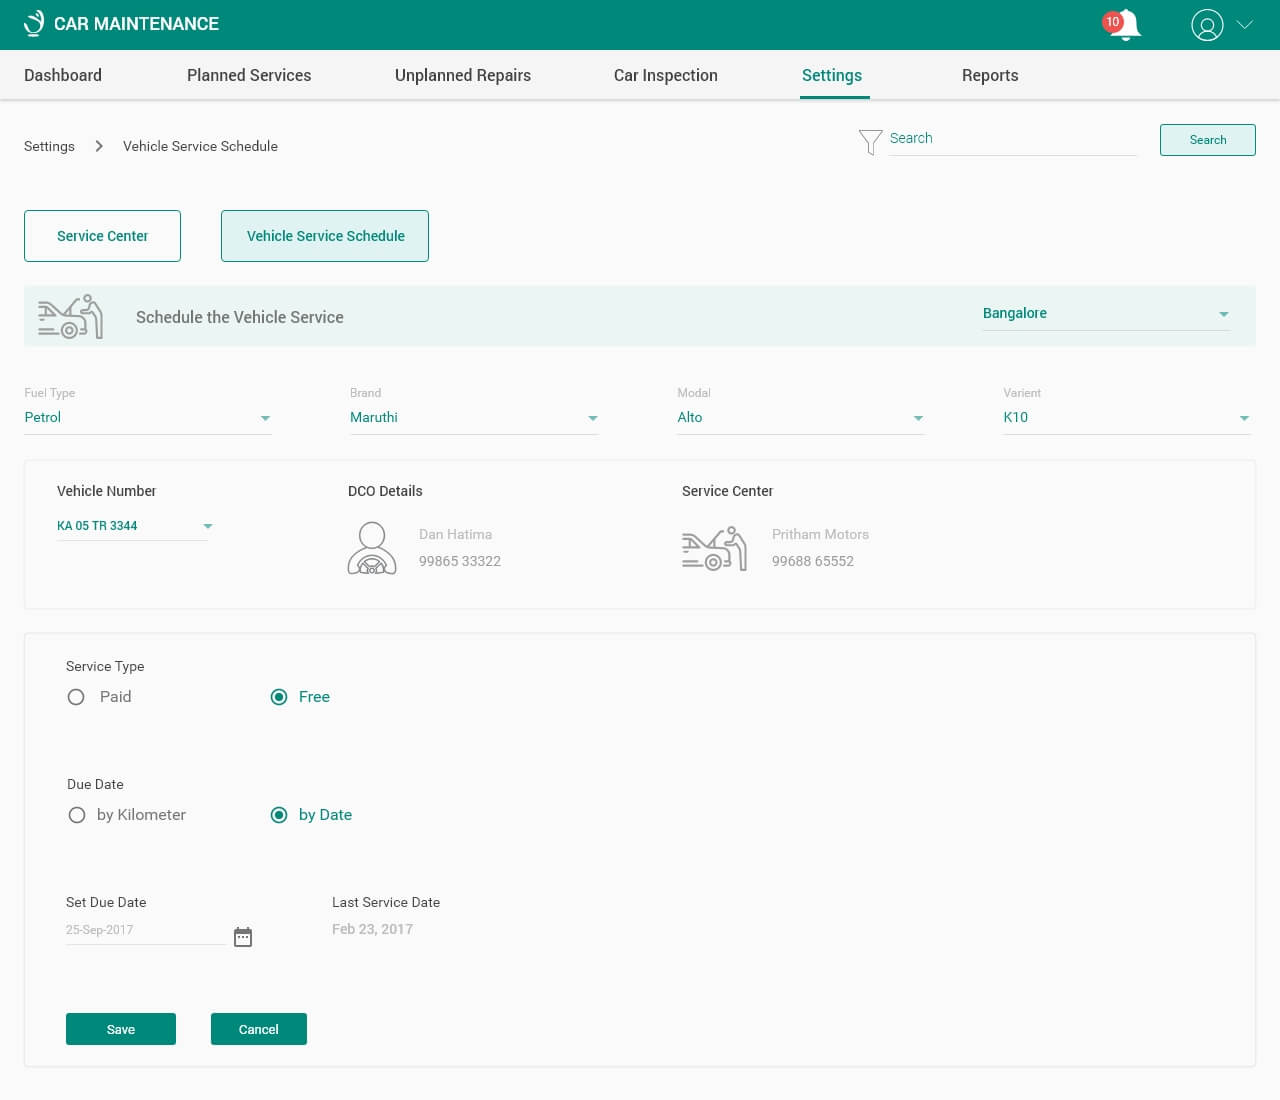 CAR MAINTENANCE
10
Dashboard Planned Services Unplanned Repairs Car Inspection Settings Reports
Settings Vehicle Service Schedule
Search
Search
Service Center Vehicle Service Schedule
Schedule the Vehicle Service
Bangalore
Fuel Type Brand Modal Varient
Petrol Maruthi Alto K10
Vehicle Number DCO Details Service Center
KA 05 TR 3344
Dan Hatima
99865 33322
Pritham Motors
99688 65552
Service Type
Paid Free
Due Date
by Kilometer by Date
Set Due Date Last Service Date
25-Sep-2017 Feb 23, 2017
Save Cancel